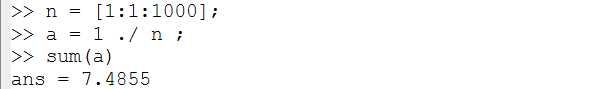 >> n = [1:1:1000];
>> a = 1 ./ n ;
>> sum(a)
ans = 7.4855